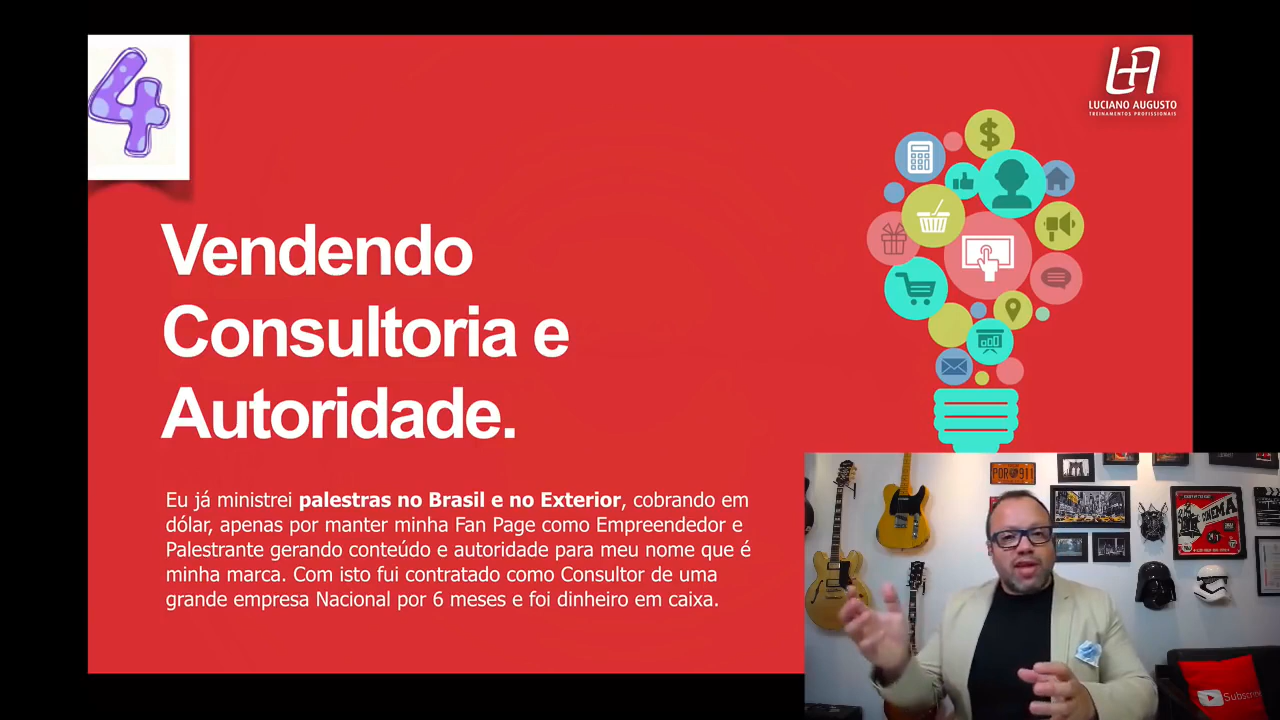 4
LA
LUCIANO AUGUSTO
TREINAMENTOS PROFISSIONAIS
$
Vendendo
Consultoria e
Autoridade.
Eu já ministrei palestras no Brasil e no Exterior, cobrando em
dólar, apenas por manter minha Fan Page como Empreendedor e
Palestrante gerando conteúdo e autoridade para meu nome que é
minha marca. Com isto fui contratado como Consultor de uma
grande empresa Nacional por 6 meses e foi dinheiro em caixa.
CINEMA
Subscribe